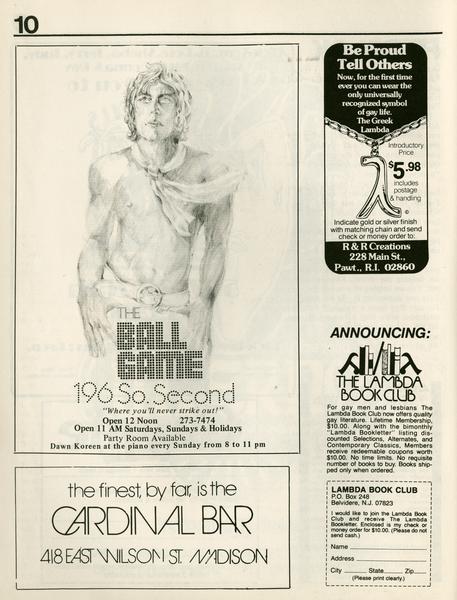 10
THE
BALL
GAME
196 So. Second
"Where you'll never strike out!"
Open 12 Noon 273-7474
Open 11 AM Saturdays, Sundays & Holidays
Party Room Available
Dawn Koreen at the piano every Sunday from 8 to 11 pm
the finest, by far, is the
CARDINAL BAR
418 EAST WILSON ST. MADISON
Be Proud
Tell Others
Now, for the first time
ever you can wear the
only universally
recognized symbol
of gay life.
The Greek
Lambda
Introductory
Price
$5.98
includes
postage
& handling
©
Indicate gold or silver finish
with matching chain and send
check or money order to:
R & R Creations
228 Main St.,
Pawt., R.I. 02860
ANNOUNCING:
THE LAMBDA
BOOK CLUB
For gay men and lesbians The
Lambda Book Club now offers quality
gay literature. Lifetime Membership,
$10.00. Along with the bimonthly
"Lambda Bookletter" listing dis-
counted Selections, Alternates, and
Contemporary Classics, Members
receive redeemable coupons worth
$10.00. No time limits. No requisite
number of books to buy. Books ship-
ped only when ordered.
LAMBDA BOOK CLUB
P.O. Box 248
Belvidere, N.J. 07823
I would like to join the Lambda Book
Club and receive The Lambda
Bookletter. Enclosed is my check or
money order for $10.00. (Please do not
send cash.)
Name
Address
City State Zip
(Please print clearly.)